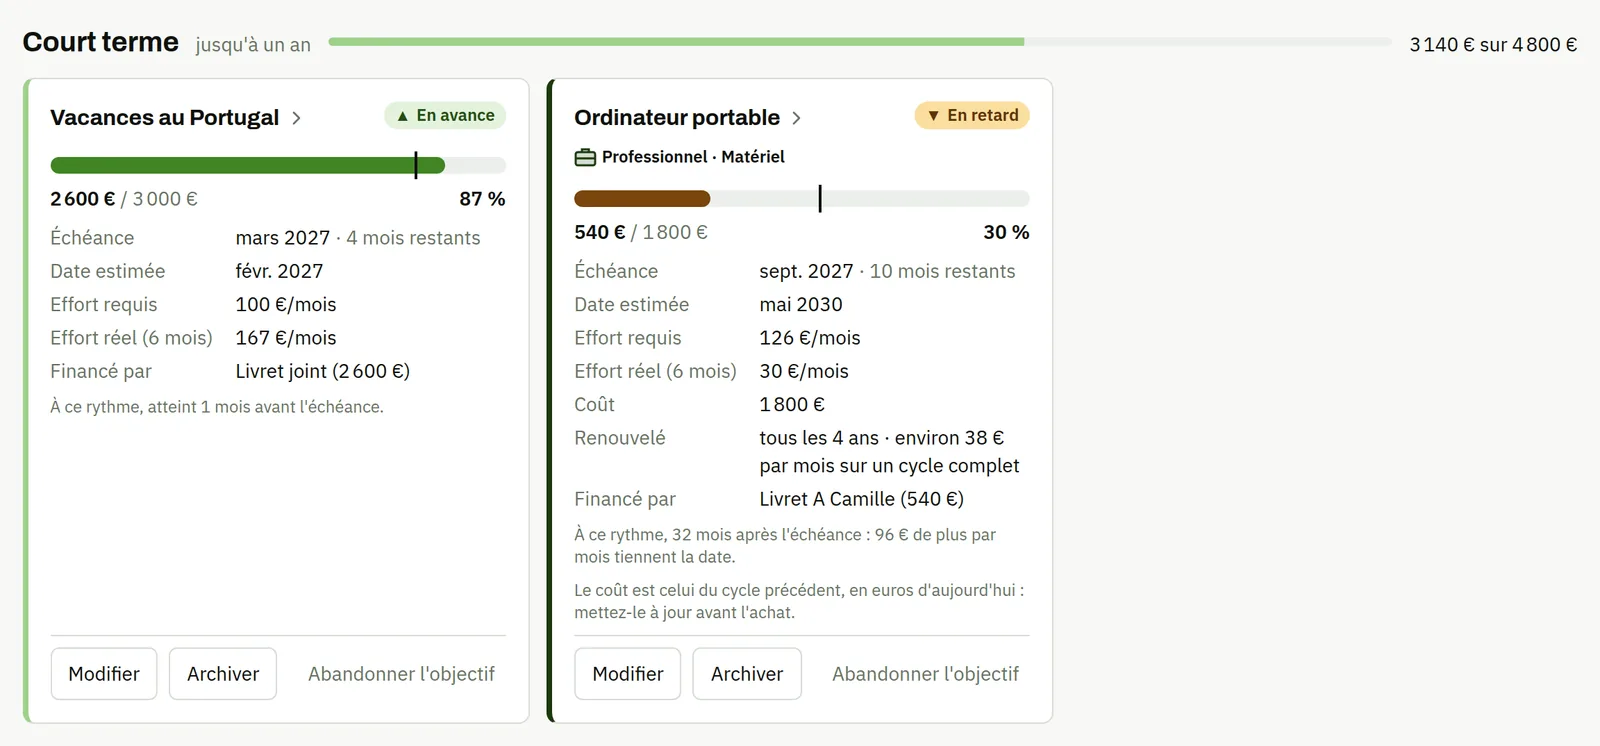 Court terme jusqu'à un an 3 140 € sur 4 800 €
Vacances au Portugal
▲ En avance
2 600 € / 3 000 € 87 %
Échéance mars 2027 · 4 mois restants
Date estimée févr. 2027
Effort requis 100 €/mois
Effort réel (6 mois) 167 €/mois
Financé par Livret joint (2 600 €)
À ce rythme, atteint 1 mois avant l'échéance.
Modifier Archiver Abandonner l'objectif
Ordinateur portable
▼ En retard
Professionnel · Matériel
540 € / 1 800 € 30 %
Échéance sept. 2027 · 10 mois restants
Date estimée mai 2030
Effort requis 126 €/mois
Effort réel (6 mois) 30 €/mois
Coût 1 800 €
Renouvelé tous les 4 ans · environ 38 €
par mois sur un cycle complet
Financé par Livret A Camille (540 €)
À ce rythme, 32 mois après l'échéance : 96 € de plus par
mois tiennent la date.
Le coût est celui du cycle précédent, en euros d'aujourd'hui :
mettez-le à jour avant l'achat.
Modifier Archiver Abandonner l'objectif